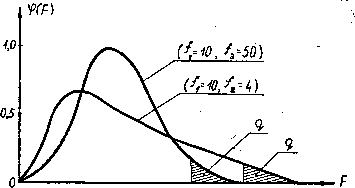 φ(F)
1,0
(f₁=10, f₂=50)
(f₁=10, f₂=4)
0,5
q
q
0
F